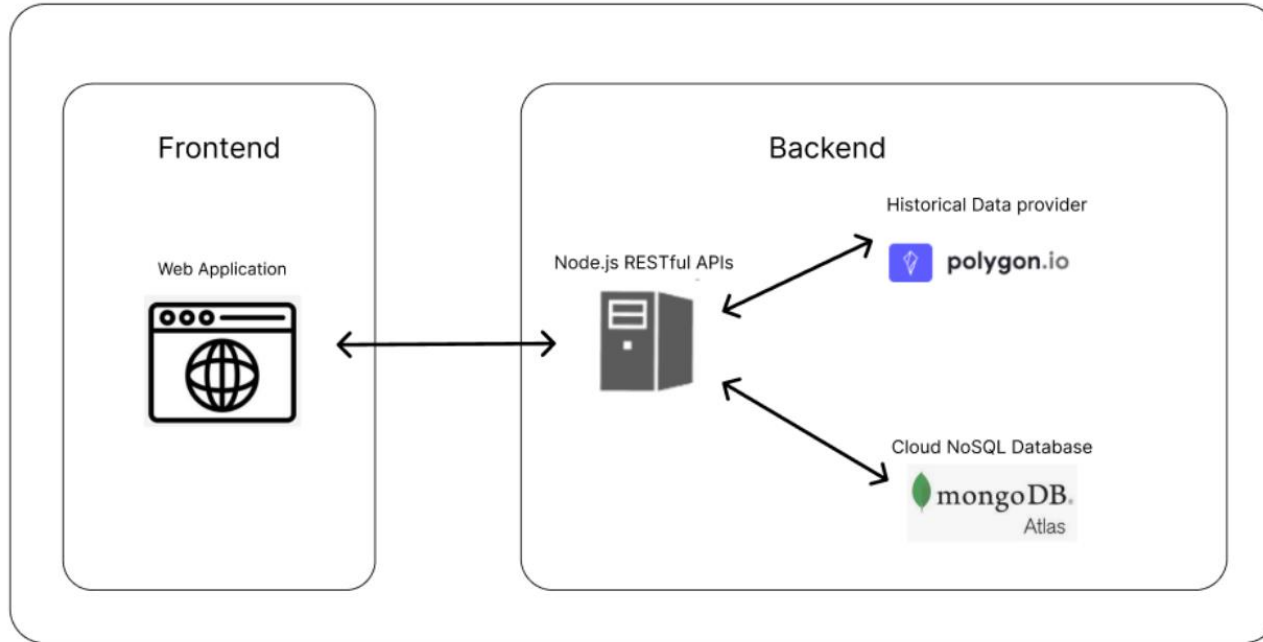 Frontend
Backend
Historical Data provider
polygon.io
Web Application
Node.js RESTful APIs
Cloud NoSQL Database
mongoDB.
Atlas